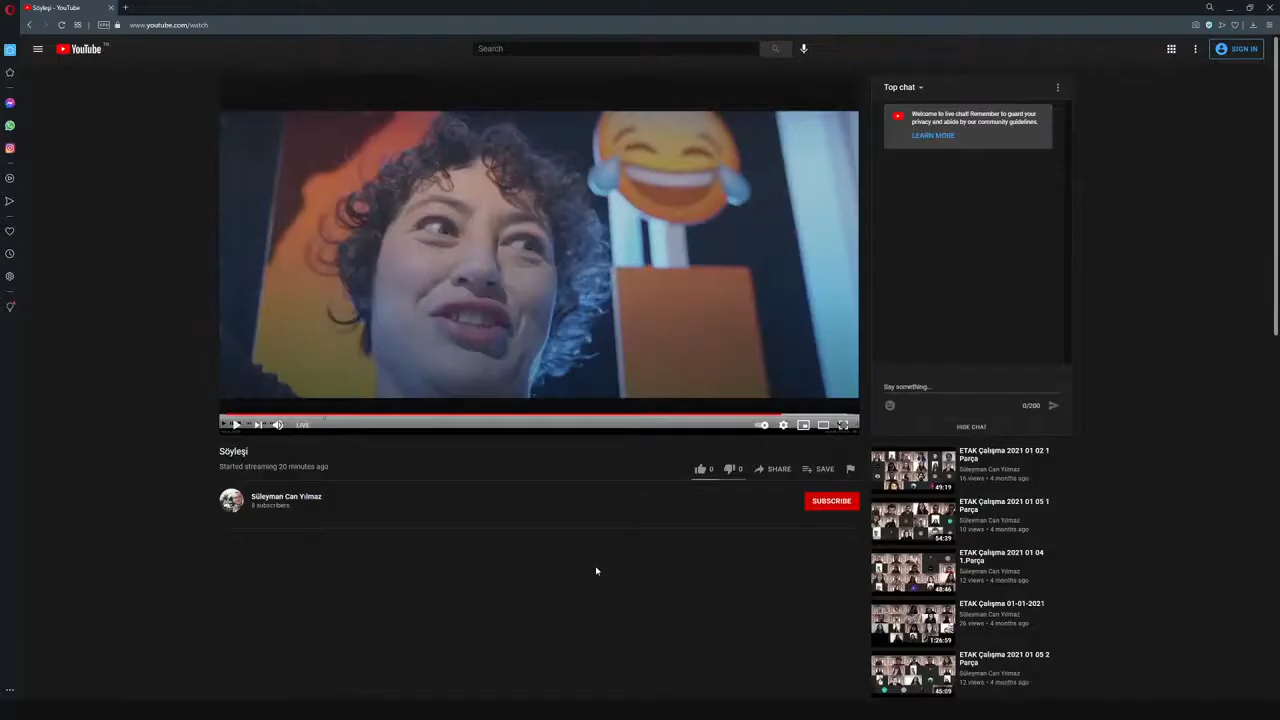 Söyleşi - YouTube
VPN
www.youtube.com/watch
YouTube TR
Search
SIGN IN
Top chat
Welcome to live chat! Remember to guard your
privacy and abide by our community guidelines.
LEARN MORE
Say something...
0/200
HIDE CHAT
LIVE
Söyleşi
Started streaming 20 minutes ago
0
0
SHARE
SAVE
Süleyman Can Yılmaz
8 subscribers
SUBSCRIBE
49:19
ETAK Çalışma 2021 01 02 1
Parça
Süleyman Can Yılmaz
16 views • 4 months ago
54:39
ETAK Çalışma 2021 01 05 1
Parça
Süleyman Can Yılmaz
10 views • 4 months ago
48:46
ETAK Çalışma 2021 01 04
1.Parça
Süleyman Can Yılmaz
12 views • 4 months ago
1:26:59
ETAK Çalışma 01-01-2021
Süleyman Can Yılmaz
26 views • 4 months ago
45:09
ETAK Çalışma 2021 01 05 2
Parça
Süleyman Can Yılmaz
12 views • 4 months ago